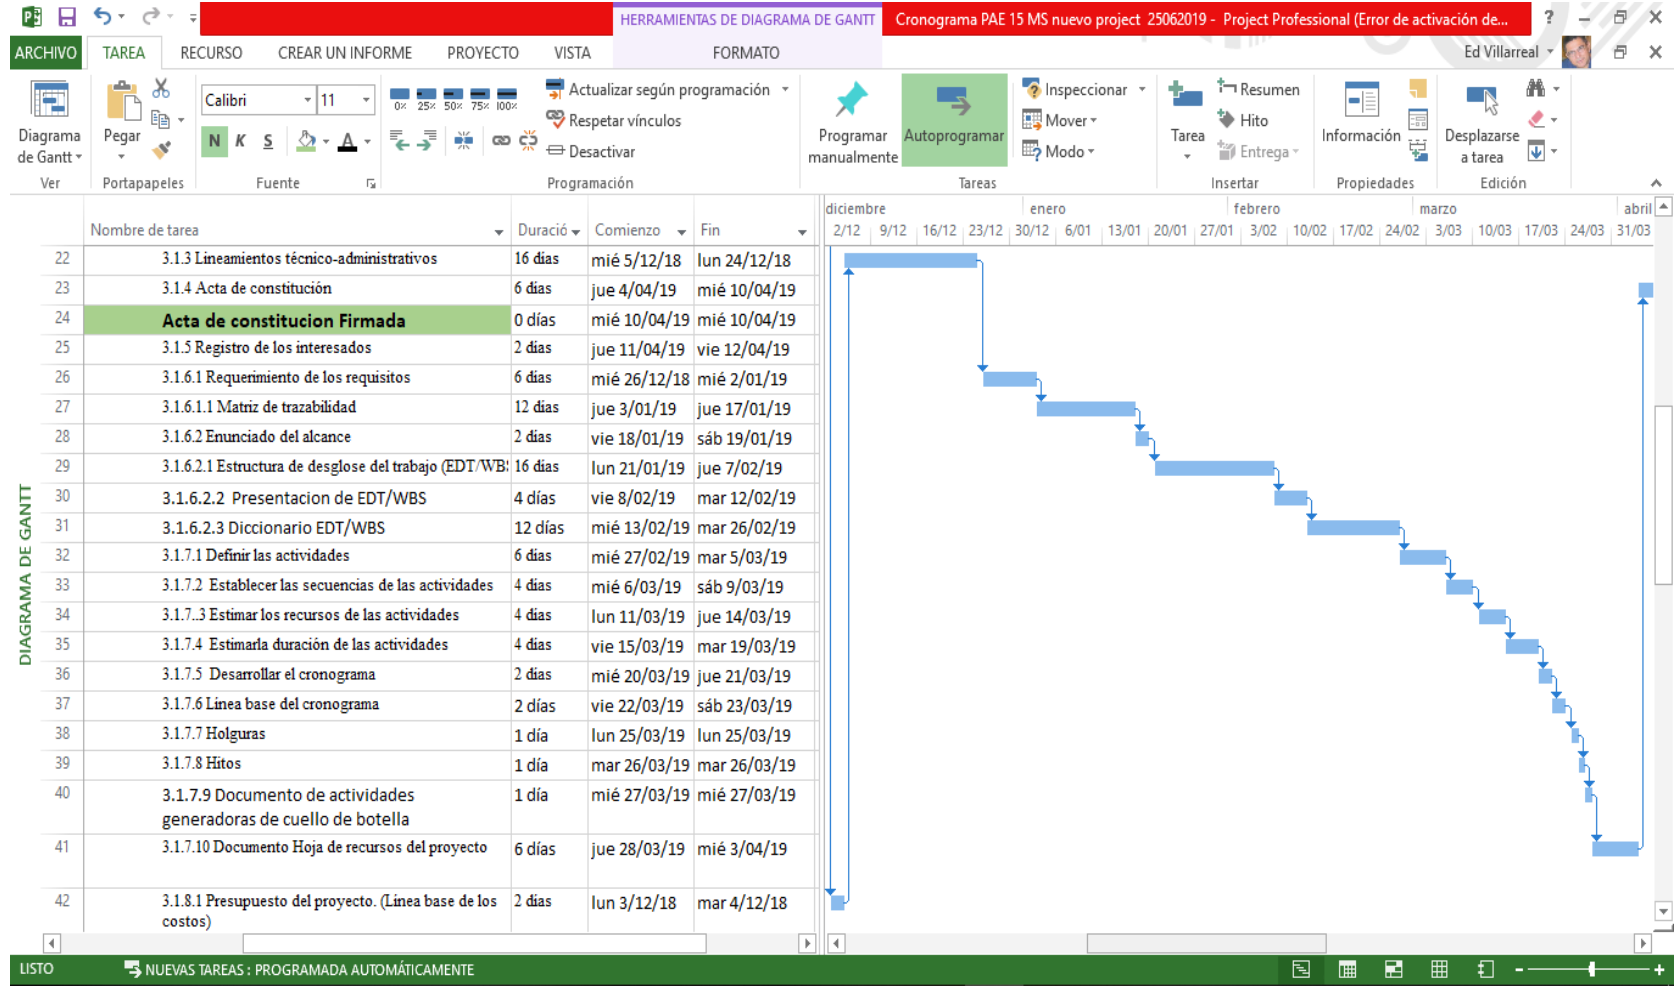 HERRAMIENTAS DE DIAGRAMA DE GANTT
Cronograma PAE 15 MS nuevo project 25062019 - Project Professional (Error de activación de...
?
ARCHIVO TAREA RECURSO CREAR UN INFORME PROYECTO VISTA FORMATO
Ed Villarreal
Diagrama de Gantt
Pegar
Calibri 11
N K S A
0× 25× 50× 75× 100×
Actualizar según programación
Respetar vínculos
Desactivar
Programar manualmente
Autoprogramar
Inspeccionar
Mover
Modo
Tarea
Resumen
Hito
Entrega
Información
Desplazarse a tarea
Ver Portapapeles Fuente Programación Tareas Insertar Propiedades Edición
diciembre enero febrero marzo abril
Nombre de tarea Duració Comienzo Fin
2/12 9/12 16/12 23/12 30/12 6/01 13/01 20/01 27/01 3/02 10/02 17/02 24/02 3/03 10/03 17/03 24/03 31/03
22 3.1.3 Lineamientos técnico-administrativos 16 dias mié 5/12/18 lun 24/12/18
23 3.1.4 Acta de constitución 6 dias jue 4/04/19 mié 10/04/19
24 Acta de constitucion Firmada 0 días mié 10/04/19 mié 10/04/19
25 3.1.5 Registro de los interesados 2 dias jue 11/04/19 vie 12/04/19
26 3.1.6.1 Requerimiento de los requisitos 6 dias mié 26/12/18 mié 2/01/19
27 3.1.6.1.1 Matriz de trazabilidad 12 dias jue 3/01/19 jue 17/01/19
28 3.1.6.2 Enunciado del alcance 2 dias vie 18/01/19 sáb 19/01/19
29 3.1.6.2.1 Estructura de desglose del trabajo (EDT/WBS 16 dias lun 21/01/19 jue 7/02/19
30 3.1.6.2.2 Presentacion de EDT/WBS 4 días vie 8/02/19 mar 12/02/19
31 3.1.6.2.3 Diccionario EDT/WBS 12 días mié 13/02/19 mar 26/02/19
32 3.1.7.1 Definir las actividades 6 dias mié 27/02/19 mar 5/03/19
33 3.1.7.2 Establecer las secuencias de las actividades 4 dias mié 6/03/19 sáb 9/03/19
34 3.1.7..3 Estimar los recursos de las actividades 4 dias lun 11/03/19 jue 14/03/19
35 3.1.7.4 Estimarla duración de las actividades 4 dias vie 15/03/19 mar 19/03/19
36 3.1.7.5 Desarrollar el cronograma 2 dias mié 20/03/19 jue 21/03/19
37 3.1.7.6 Linea base del cronograma 2 días vie 22/03/19 sáb 23/03/19
38 3.1.7.7 Holguras 1 día lun 25/03/19 lun 25/03/19
39 3.1.7.8 Hitos 1 día mar 26/03/19 mar 26/03/19
40 3.1.7.9 Documento de actividades 1 día mié 27/03/19 mié 27/03/19
generadoras de cuello de botella
41 3.1.7.10 Documento Hoja de recursos del proyecto 6 días jue 28/03/19 mié 3/04/19
42 3.1.8.1 Presupuesto del proyecto. (Linea base de los 2 dias lun 3/12/18 mar 4/12/18
costos)
DIAGRAMA DE GANTT
LISTO NUEVAS TAREAS : PROGRAMADA AUTOMÁTICAMENTE